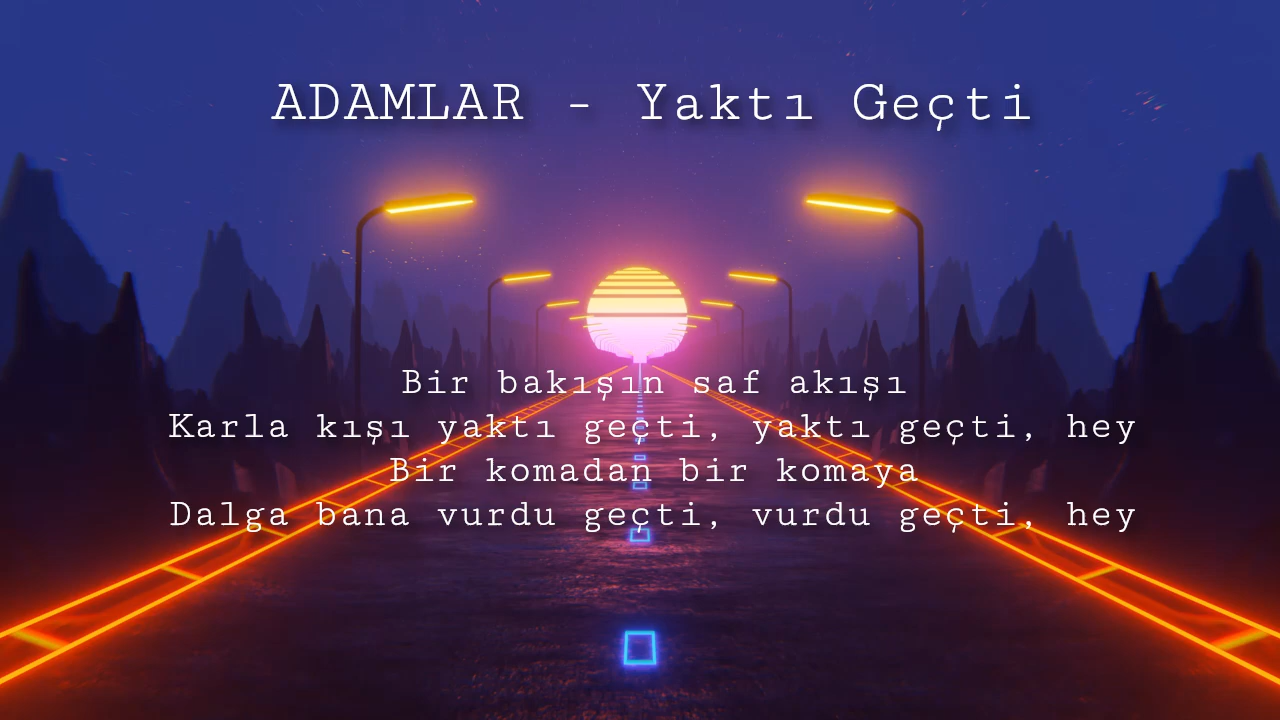 ADAMLAR - Yaktı Geçti
Bir bakışın saf akışı
Karla kışı yaktı geçti, yaktı geçti, hey
Bir komadan bir komaya
Dalga bana vurdu geçti, vurdu geçti, hey